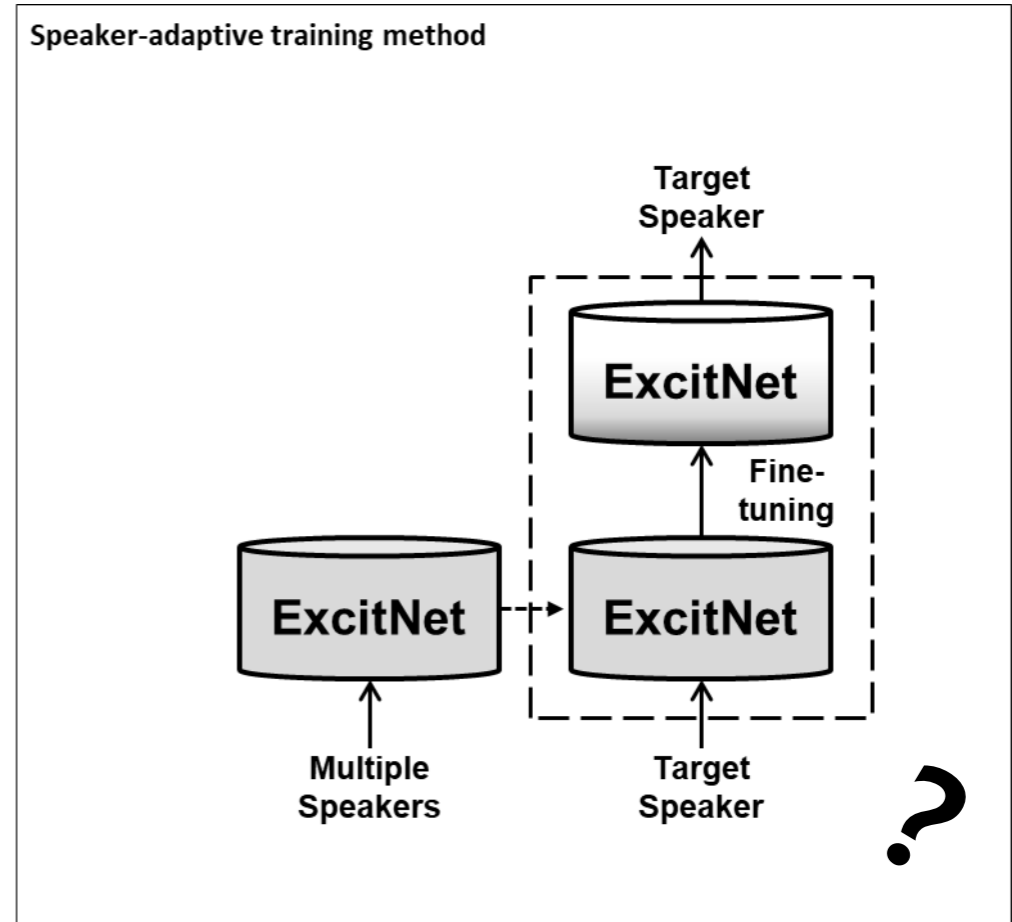 Speaker-adaptive training method
Target
Speaker
ExcitNet
Fine-
tuning
ExcitNet
ExcitNet
Multiple
Speakers
Target
Speaker
?